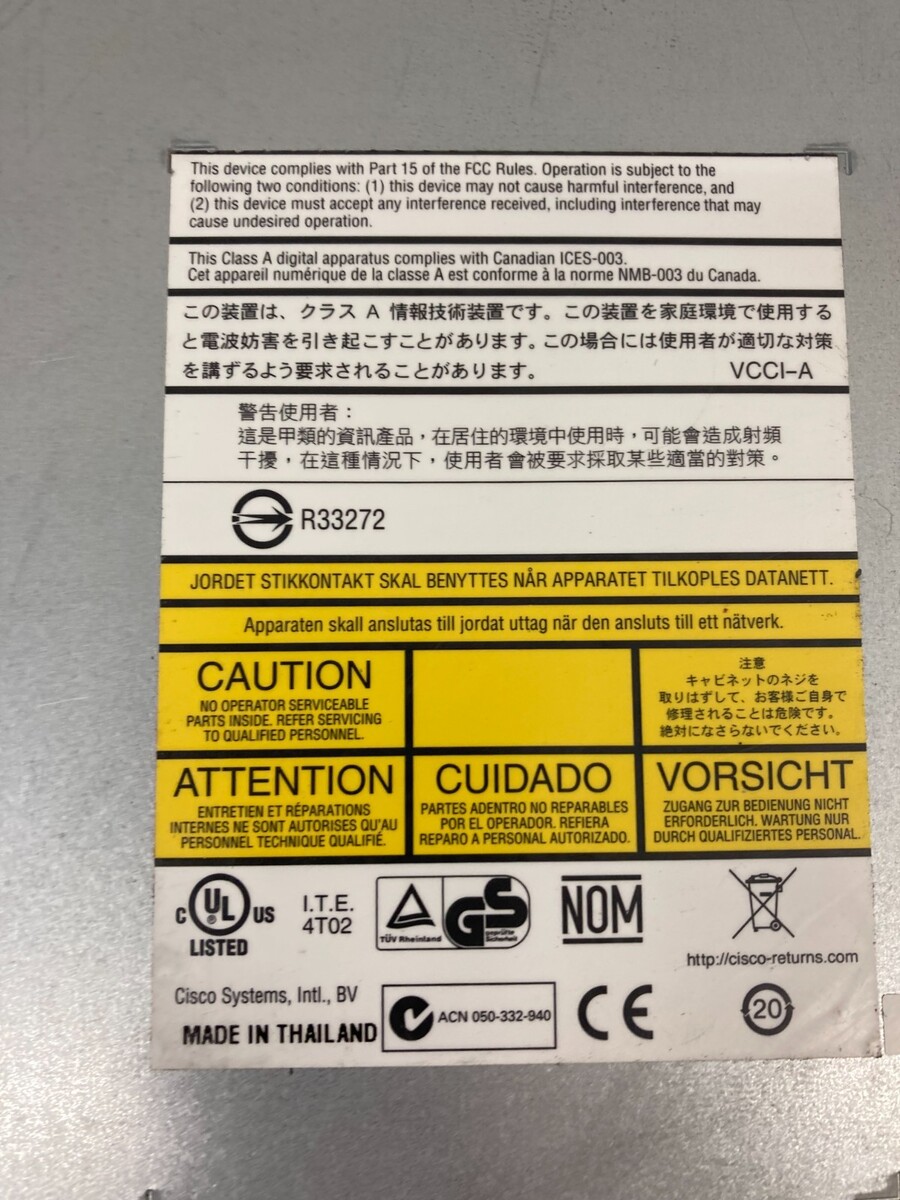 This device complies with Part 15 of the FCC Rules. Operation is subject to the
following two conditions: (1) this device may not cause harmful interference, and
(2) this device must accept any interference received, including interference that may
cause undesired operation.
This Class A digital apparatus complies with Canadian ICES-003.
Cet appareil numérique de la classe A est conforme à la norme NMB-003 du Canada.
この装置は、クラス A 情報技術装置です。この装置を家庭環境で使用する
と電波妨害を引き起こすことがあります。この場合には使用者が適切な対策
を講ずるよう要求されることがあります。 VCCI-A
警告使用者：
這是甲類的資訊產品，在居住的環境中使用時，可能會造成射頻
干擾，在這種情況下，使用者會被要求採取某些適當的對策。
R33272
JORDET STIKKONTAKT SKAL BENYTTES NÅR APPARATET TILKOPLES DATANETT.
Apparaten skall anslutas till jordat uttag när den ansluts till ett nätverk.
CAUTION
NO OPERATOR SERVICEABLE
PARTS INSIDE. REFER SERVICING
TO QUALIFIED PERSONNEL.
注意
キャビネットのネジを
取りはずして、お客様ご自身で
修理されることは危険です。
絶対になさらないでください。
ATTENTION
ENTRETIEN ET RÉPARATIONS
INTERNES NE SONT AUTORISES QU'AU
PERSONNEL TECHNIQUE QUALIFIÉ.
CUIDADO
PARTES ADENTRO NO REPARABLES
POR EL OPERADOR. REFIERA
REPARO A PERSONAL AUTORIZADO.
VORSICHT
ZUGANG ZUR BEDIENUNG NICHT
ERFORDERLICH. WARTUNG NUR
DURCH QUALIFIZIERTES PERSONAL.
C UL ® US
LISTED
I.T.E.
4T02
TÜV Rheinland
GS
geprüfte
Sicherheit
NOM
http://cisco-returns.com
Cisco Systems, Intl., BV
MADE IN THAILAND
ACN 050-332-940
CE
20